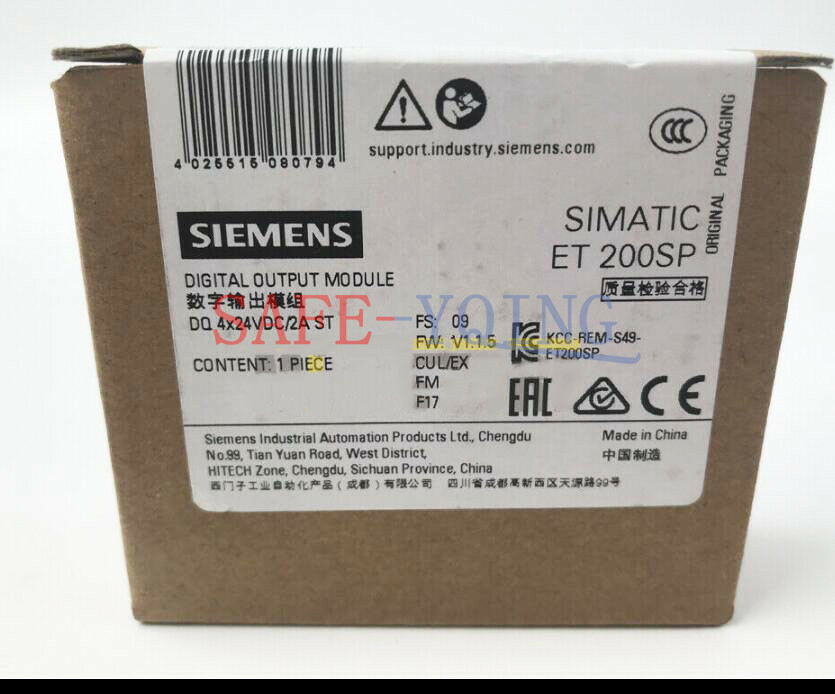 4 025515 080794
support.industry.siemens.com
ORIGINAL PACKAGING
SIEMENS
SIMATIC
ET 200SP
DIGITAL OUTPUT MODULE
数字输出模组
质量检验合格
SAFE-YQING
DQ 4x24VDC/2A ST
FS: 09
FW: V1.1.5
KCC-REM-S49-
ET200SP
CONTENT: 1 PIECE
CUL/EX
FM
F17
EAC
CE
Siemens Industrial Automation Products Ltd., Chengdu
No.99, Tian Yuan Road, West District,
HITECH Zone, Chengdu, Sichuan Province, China
西门子工业自动化产品（成都）有限公司 四川省成都高新西区天源路99号
Made in China
中国制造